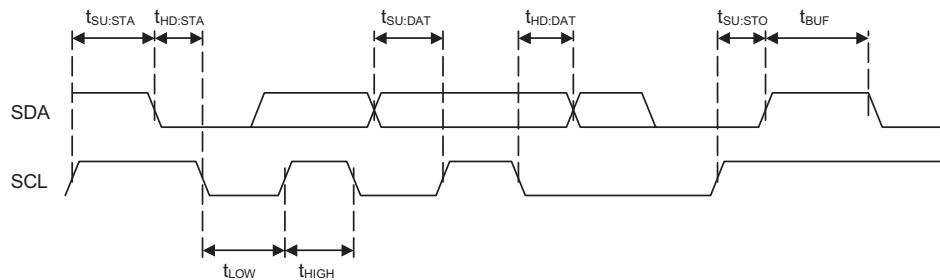 tSU:STA tHD:STA tSU:DAT tHD:DAT tSU:STO tBUF
SDA
SCL
tLOW tHIGH